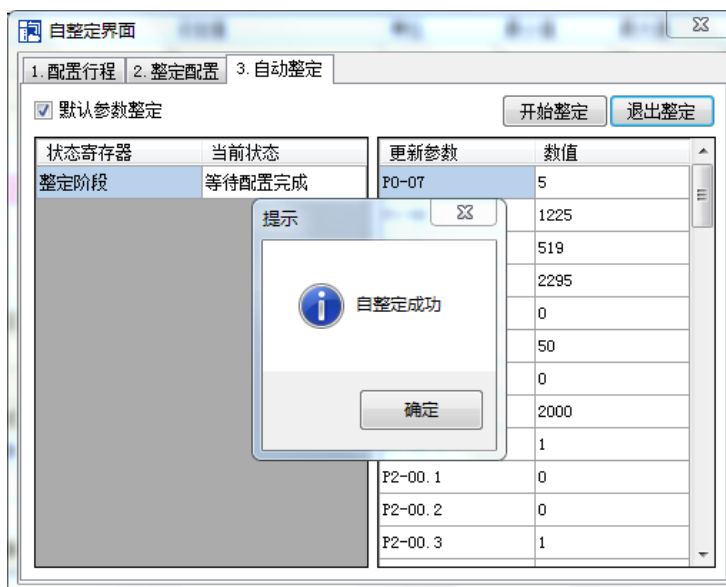 自整定界面
1. 配置行程 2. 整定配置 3. 自动整定
默认参数整定 开始整定 退出整定
状态寄存器 当前状态 更新参数 数值
整定阶段 等待配置完成 P0-07 5
提示
1225
519
2295
自整定成功
0
50
0
确定
2000
1
P2-00.1 0
P2-00.2 0
P2-00.3 1